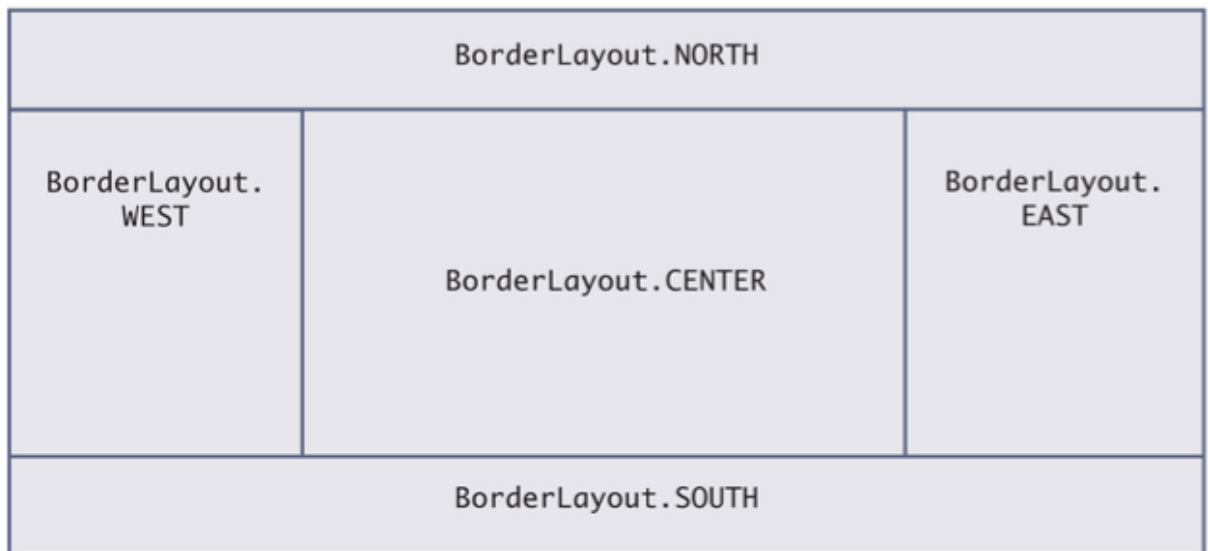 BorderLayout.NORTH
BorderLayout.
WEST
BorderLayout.CENTER
BorderLayout.
EAST
BorderLayout.SOUTH